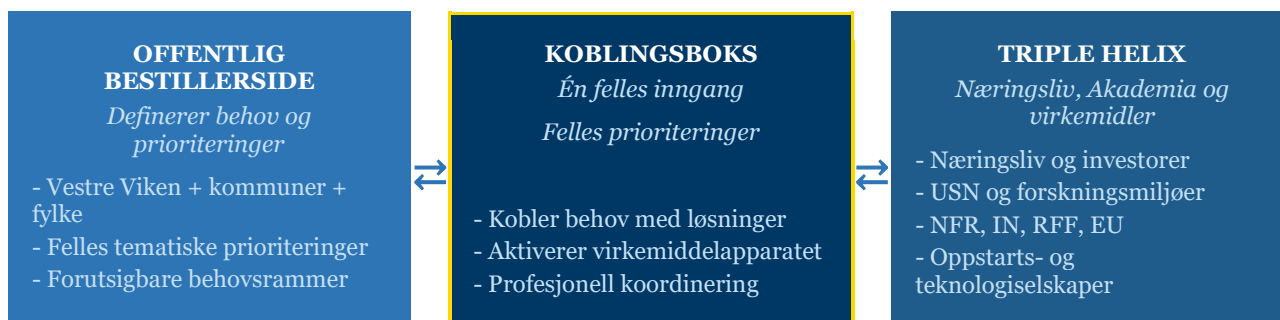 OFFENTLIG
BESTILLERSIDE
Definerer behov og
prioriteringer
- Vestre Viken + kommuner +
fylke
- Felles tematiske prioriteringer
- Forutsigbare behovsrammer
KOBLINGSBOKS
Én felles inngang
Felles prioriteringer
- Kobler behov med løsninger
- Aktiverer virkemiddelapparatet
- Profesjonell koordinering
TRIPLE HELIX
Næringsliv, Akademia og
virkemidler
- Næringsliv og investorer
- USN og forskningsmiljøer
- NFR, IN, RFF, EU
- Oppstarts- og
teknologiselskaper